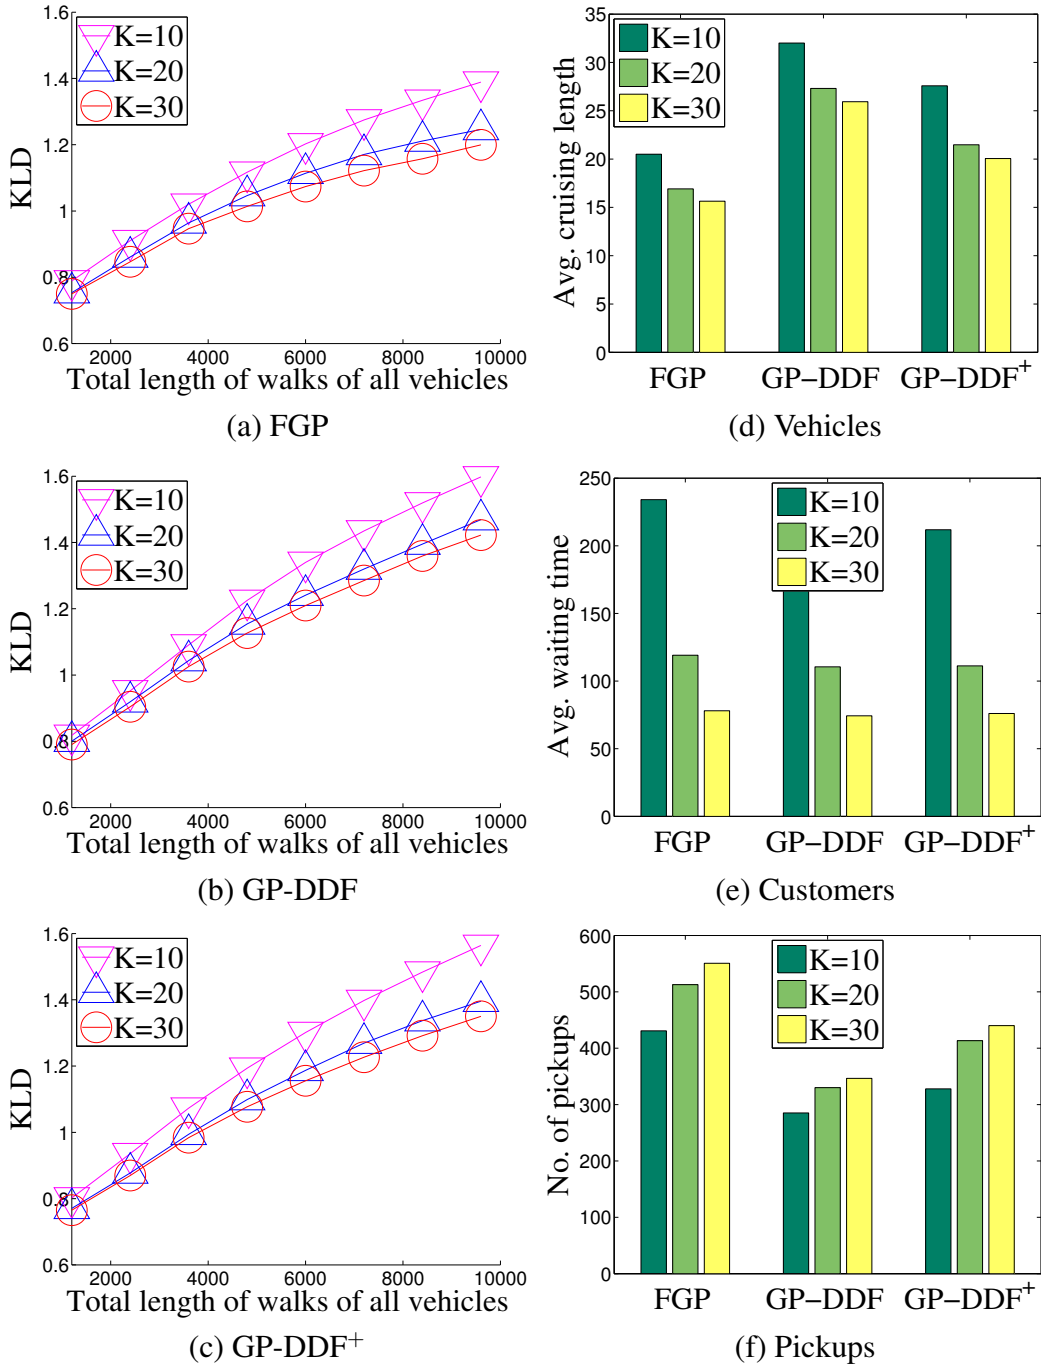 1.6
1.4
1.2
1
0.8
0.6
KLD
K=10
K=20
K=30
2000 4000 6000 8000 10000
Total length of walks of all vehicles
(a) FGP
35
30
25
20
15
10
5
0
Avg. cruising length
K=10
K=20
K=30
FGP GP−DDF GP−DDF+
(d) Vehicles
1.6
1.4
1.2
1
0.8
0.6
KLD
K=10
K=20
K=30
2000 4000 6000 8000 10000
Total length of walks of all vehicles
(b) GP-DDF
250
200
150
100
50
0
Avg. waiting time
K=10
K=20
K=30
FGP GP−DDF GP−DDF+
(e) Customers
1.6
1.4
1.2
1
0.8
0.6
KLD
K=10
K=20
K=30
2000 4000 6000 8000 10000
Total length of walks of all vehicles
(c) GP-DDF+
600
500
400
300
200
100
0
No. of pickups
K=10
K=20
K=30
FGP GP−DDF GP−DDF+
(f) Pickups